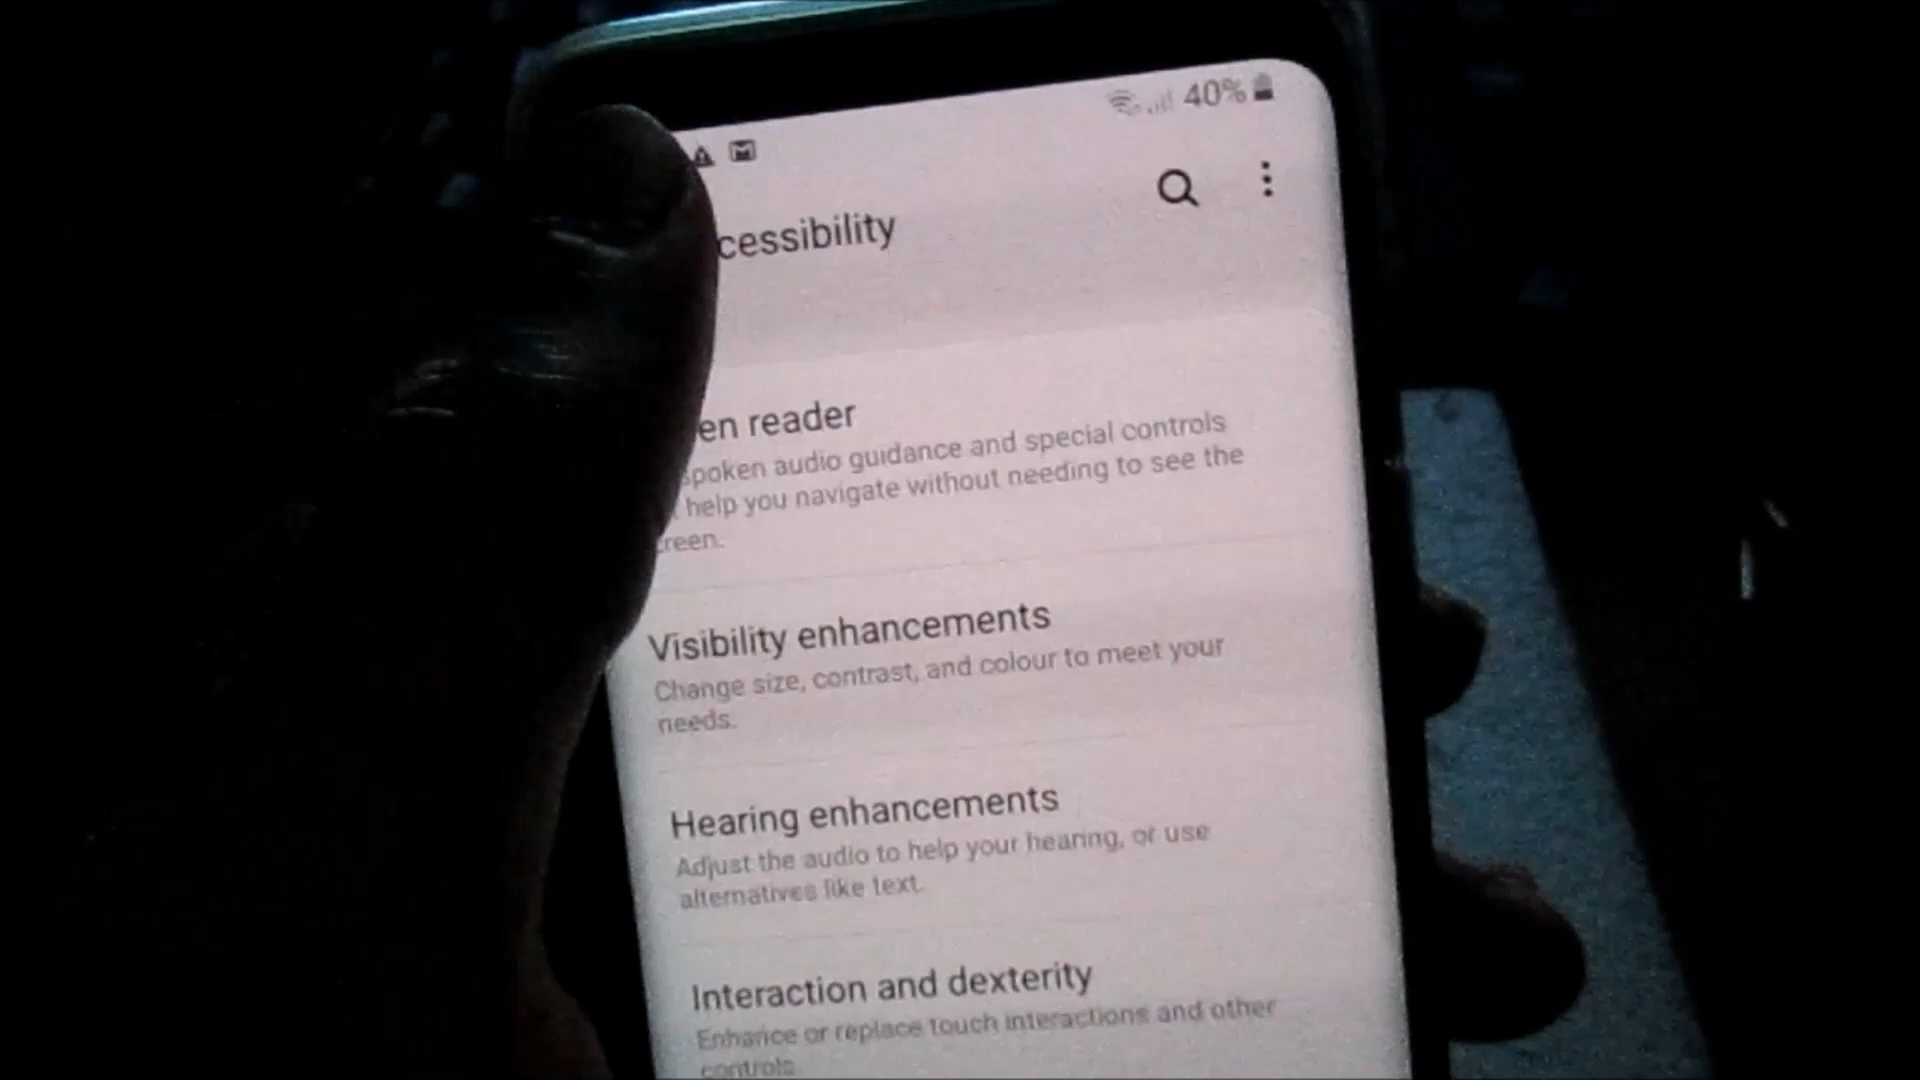 40%
cessibility
en reader
spoken audio guidance and special controls
help you navigate without needing to see the
reen.
Visibility enhancements
Change size, contrast, and colour to meet your
needs.
Hearing enhancements
Adjust the audio to help your hearing, or use
alternatives like text.
Interaction and dexterity
Enhance or replace touch interactions and other
controls.